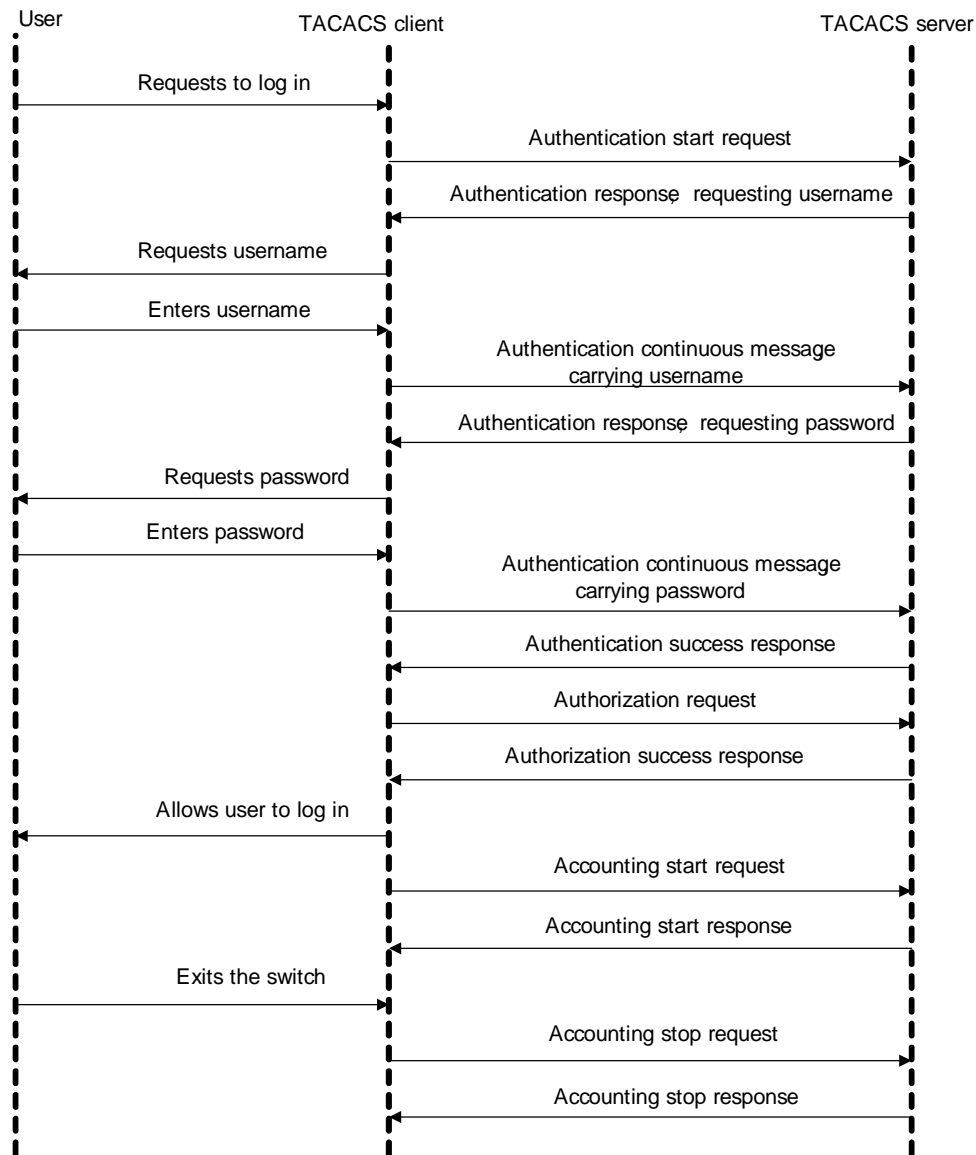 User
TACACS client
TACACS server
Requests to log in
Authentication start request
Authentication response, requesting username
Requests username
Enters username
Authentication continuous message,
carrying username
Authentication response, requesting password
Requests password
Enters password
Authentication continuous message
carrying password
Authentication success response
Authorization request
Authorization success response
Allows user to log in
Accounting start request
Accounting start response
Exits the switch
Accounting stop request
Accounting stop response